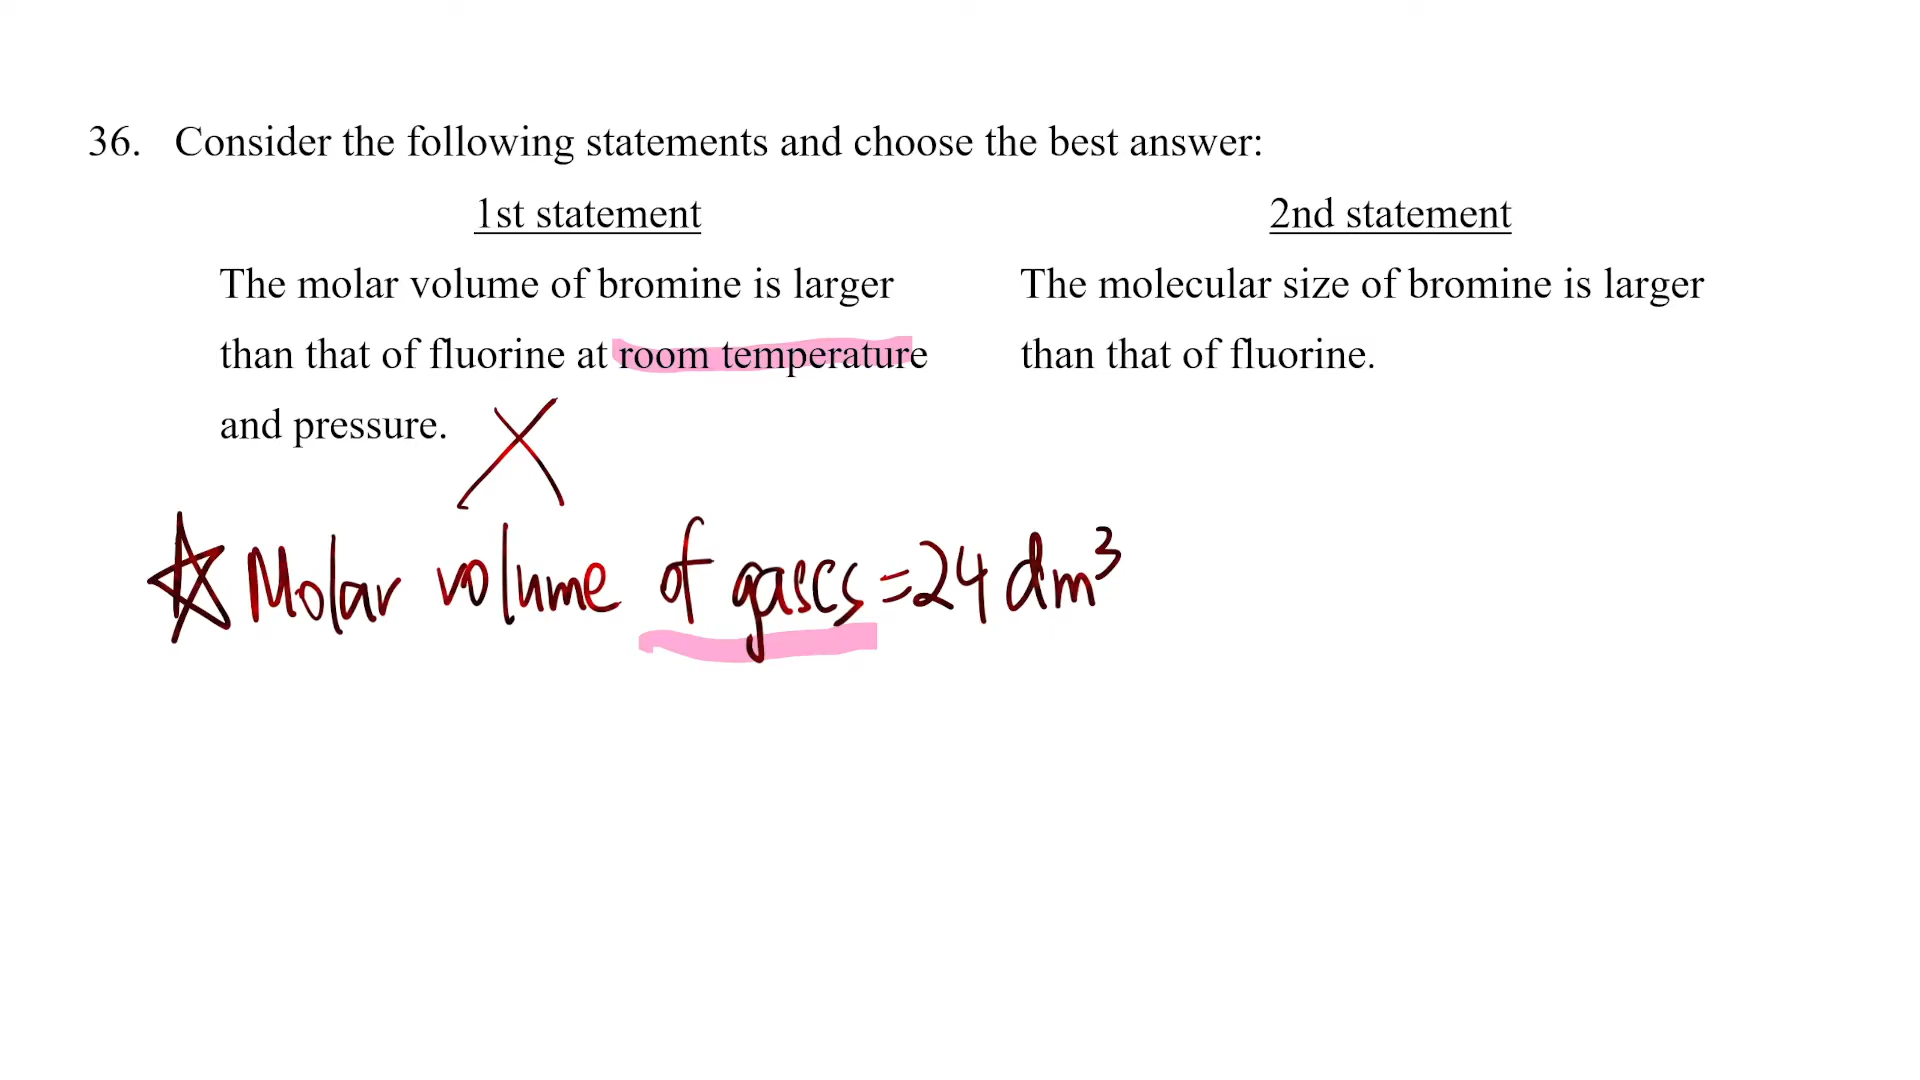 36. Consider the following statements and choose the best answer:
1st statement
The molar volume of bromine is larger
than that of fluorine at room temperature
and pressure.
2nd statement
The molecular size of bromine is larger
than that of fluorine.
Molar volume of gases = 24 dm³